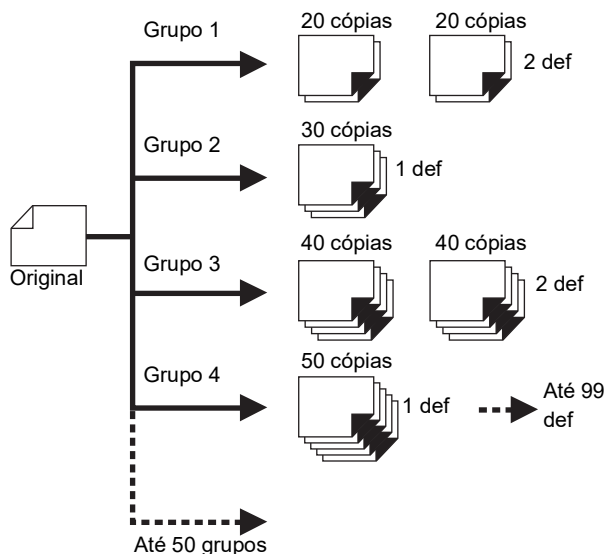 Grupo 1
20 cópias
20 cópias
2 def
Grupo 2
30 cópias
1 def
Original
Grupo 3
40 cópias
40 cópias
2 def
Grupo 4
50 cópias
1 def
Até 99
def
Até 50 grupos